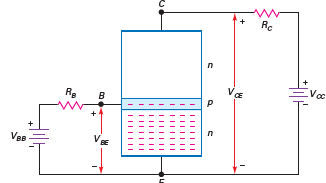 C
+
R_C
n
R_B
B
+
p
V_CE
+
V_CC
V_BB
+
V_BE
n
−
−
−
−
E